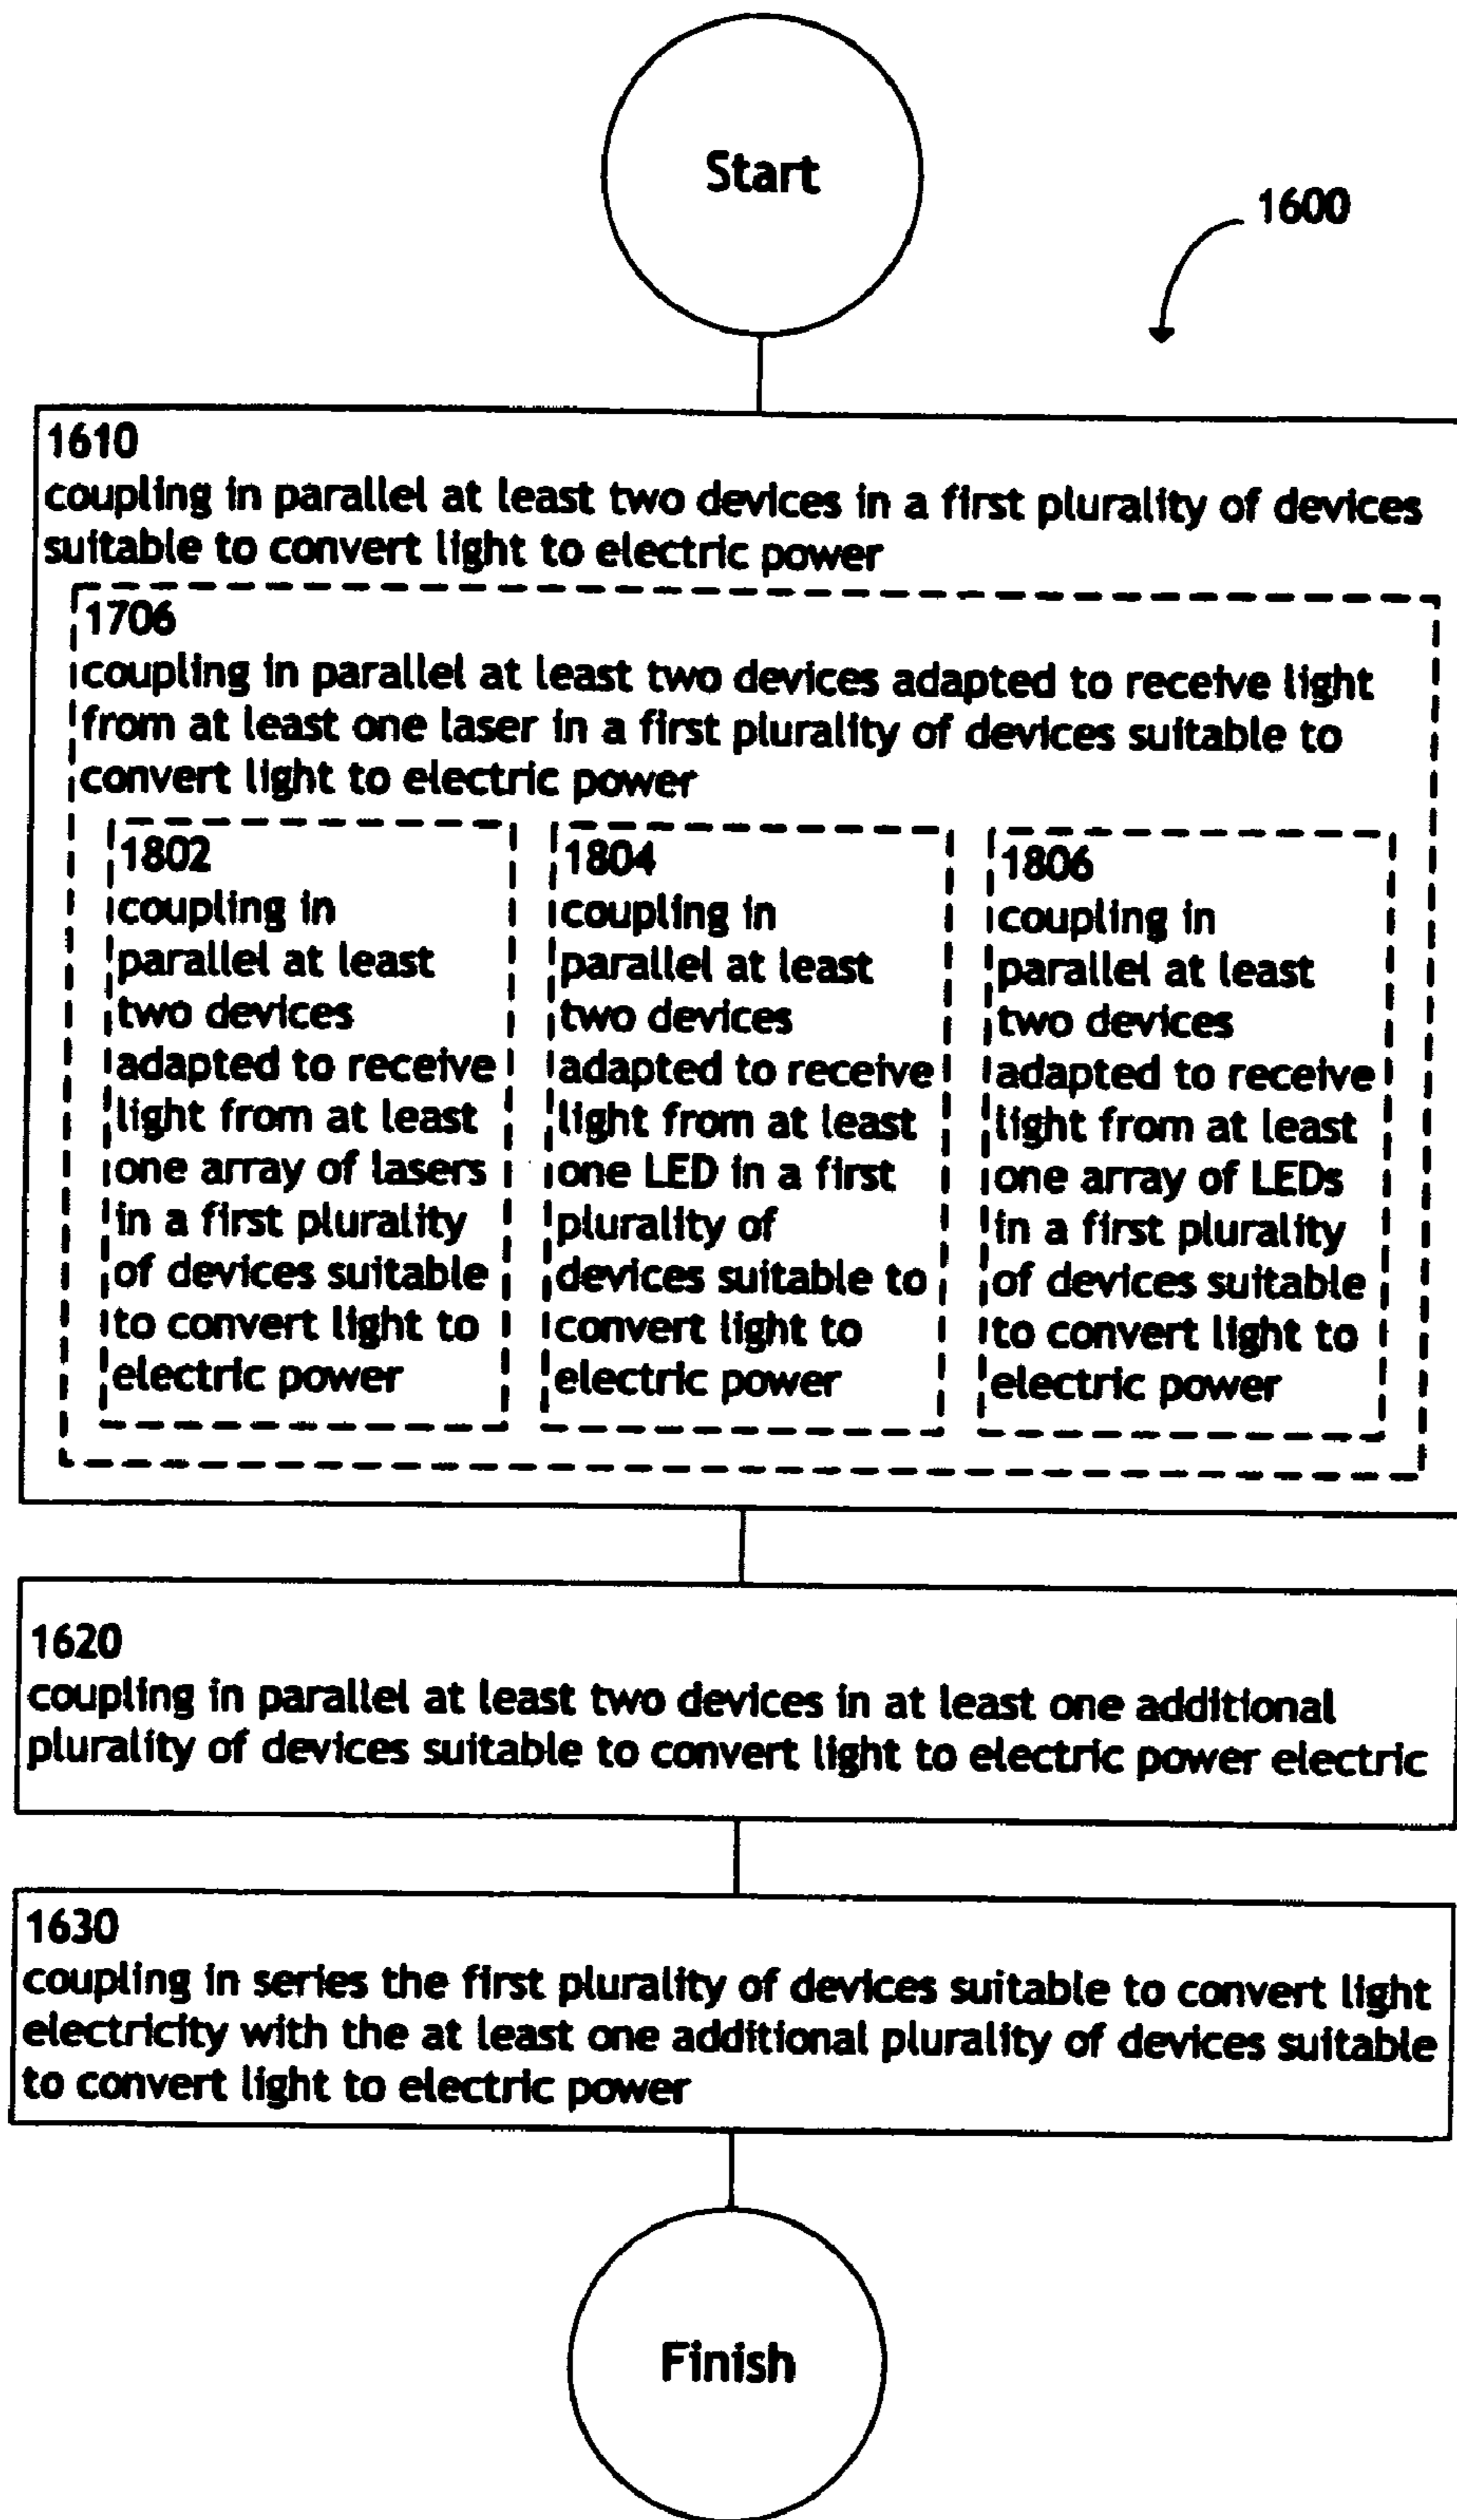 Start
1600
1610
coupling in parallel at least two devices in a first plurality of devices
suitable to convert light to electric power
1706
coupling in parallel at least two devices adapted to receive light
from at least one laser in a first plurality of devices suitable to
convert light to electric power
1802
coupling in
parallel at least
two devices
adapted to receive
light from at least
one array of lasers
in a first plurality
of devices suitable
to convert light to
electric power
1804
coupling in
parallel at least
two devices
adapted to receive
light from at least
one LED in a first
plurality of
devices suitable to
convert light to
electric power
1806
coupling in
parallel at least
two devices
adapted to receive
light from at least
one array of LEDs
in a first plurality
of devices suitable
to convert light to
electric power
1620
coupling in parallel at least two devices in at least one additional
plurality of devices suitable to convert light to electric power electric
1630
coupling in series the first plurality of devices suitable to convert light
electricity with the at least one additional plurality of devices suitable
to convert light to electric power
Finish